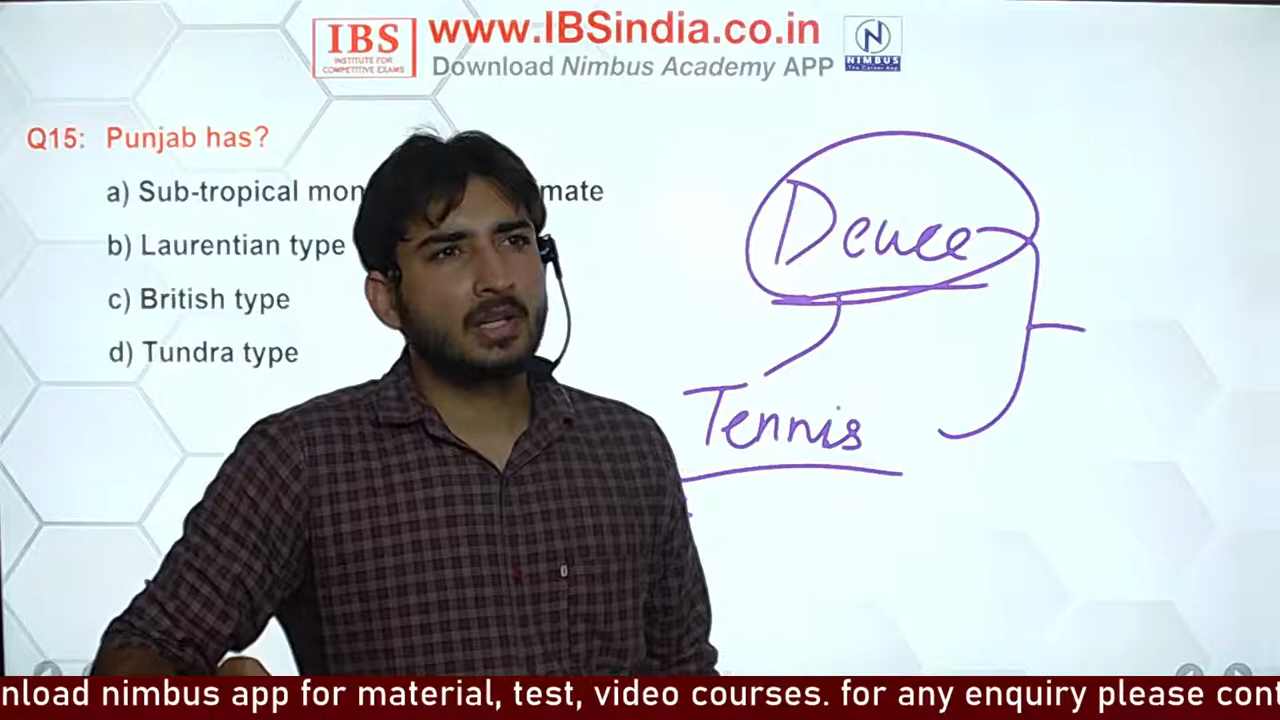 IBS
INSTITUTE FOR
COMPETITIVE EXAMS
www.IBSindia.co.in
Download Nimbus Academy APP
NIMBUS
Q15: Punjab has?
a) Sub-tropical mon mate
b) Laurentian type
c) British type
d) Tundra type
Deuce
Tennis
nload nimbus app for material, test, video courses. for any enquiry please cont